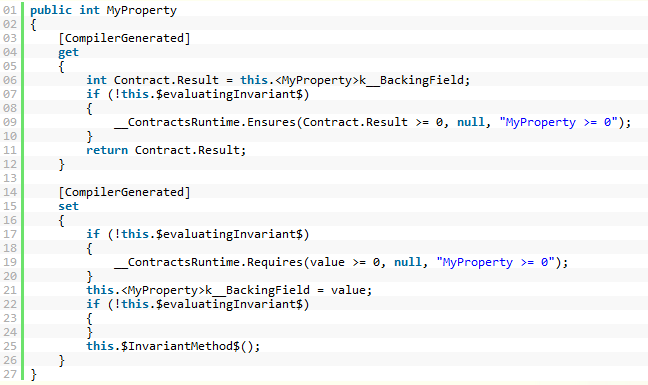 01 public int MyProperty
02 {
03     [CompilerGenerated]
04     get
05     {
06         int Contract.Result = this.<MyProperty>k__BackingField;
07         if (!this.$evaluatingInvariant$)
08         {
09             __ContractsRuntime.Ensures(Contract.Result >= 0, null, "MyProperty >= 0");
10         }
11         return Contract.Result;
12     }
13
14     [CompilerGenerated]
15     set
16     {
17         if (!this.$evaluatingInvariant$)
18         {
19             __ContractsRuntime.Requires(value >= 0, null, "MyProperty >= 0");
20         }
21         this.<MyProperty>k__BackingField = value;
22         if (!this.$evaluatingInvariant$)
23         {
24         }
25         this.$InvariantMethod$();
26     }
27 }